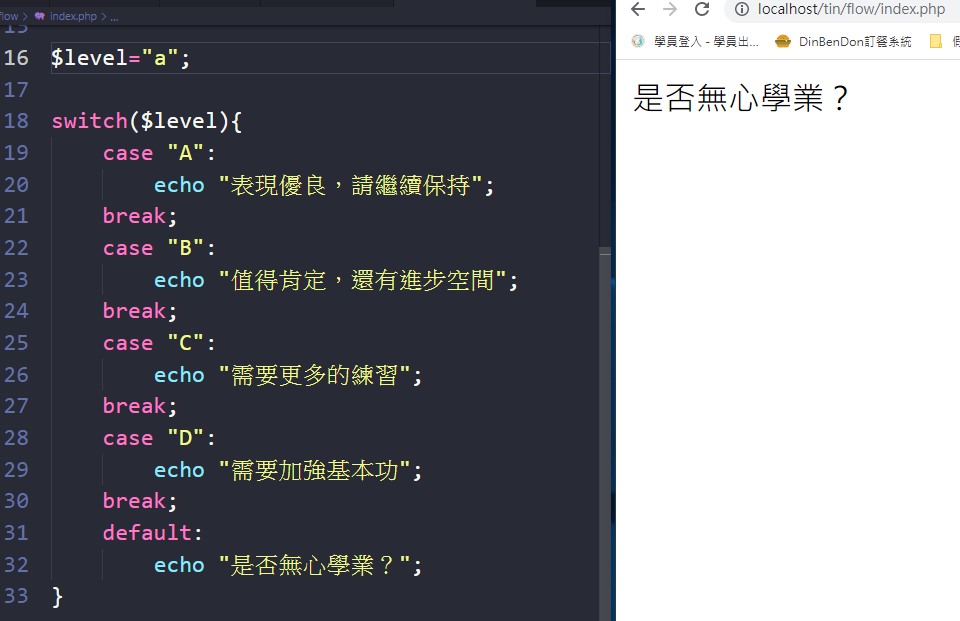 flow > index.php > ...
15
16 $level="a";
17
18 switch($level){
19 case "A":
20 echo "表現優良，請繼續保持";
21 break;
22 case "B":
23 echo "值得肯定，還有進步空間";
24 break;
25 case "C":
26 echo "需要更多的練習";
27 break;
28 case "D":
29 echo "需要加強基本功";
30 break;
31 default:
32 echo "是否無心學業？";
33 }
localhost/tin/flow/index.php
學員登入 - 學員出... DinBenDon訂餐系統
是否無心學業？